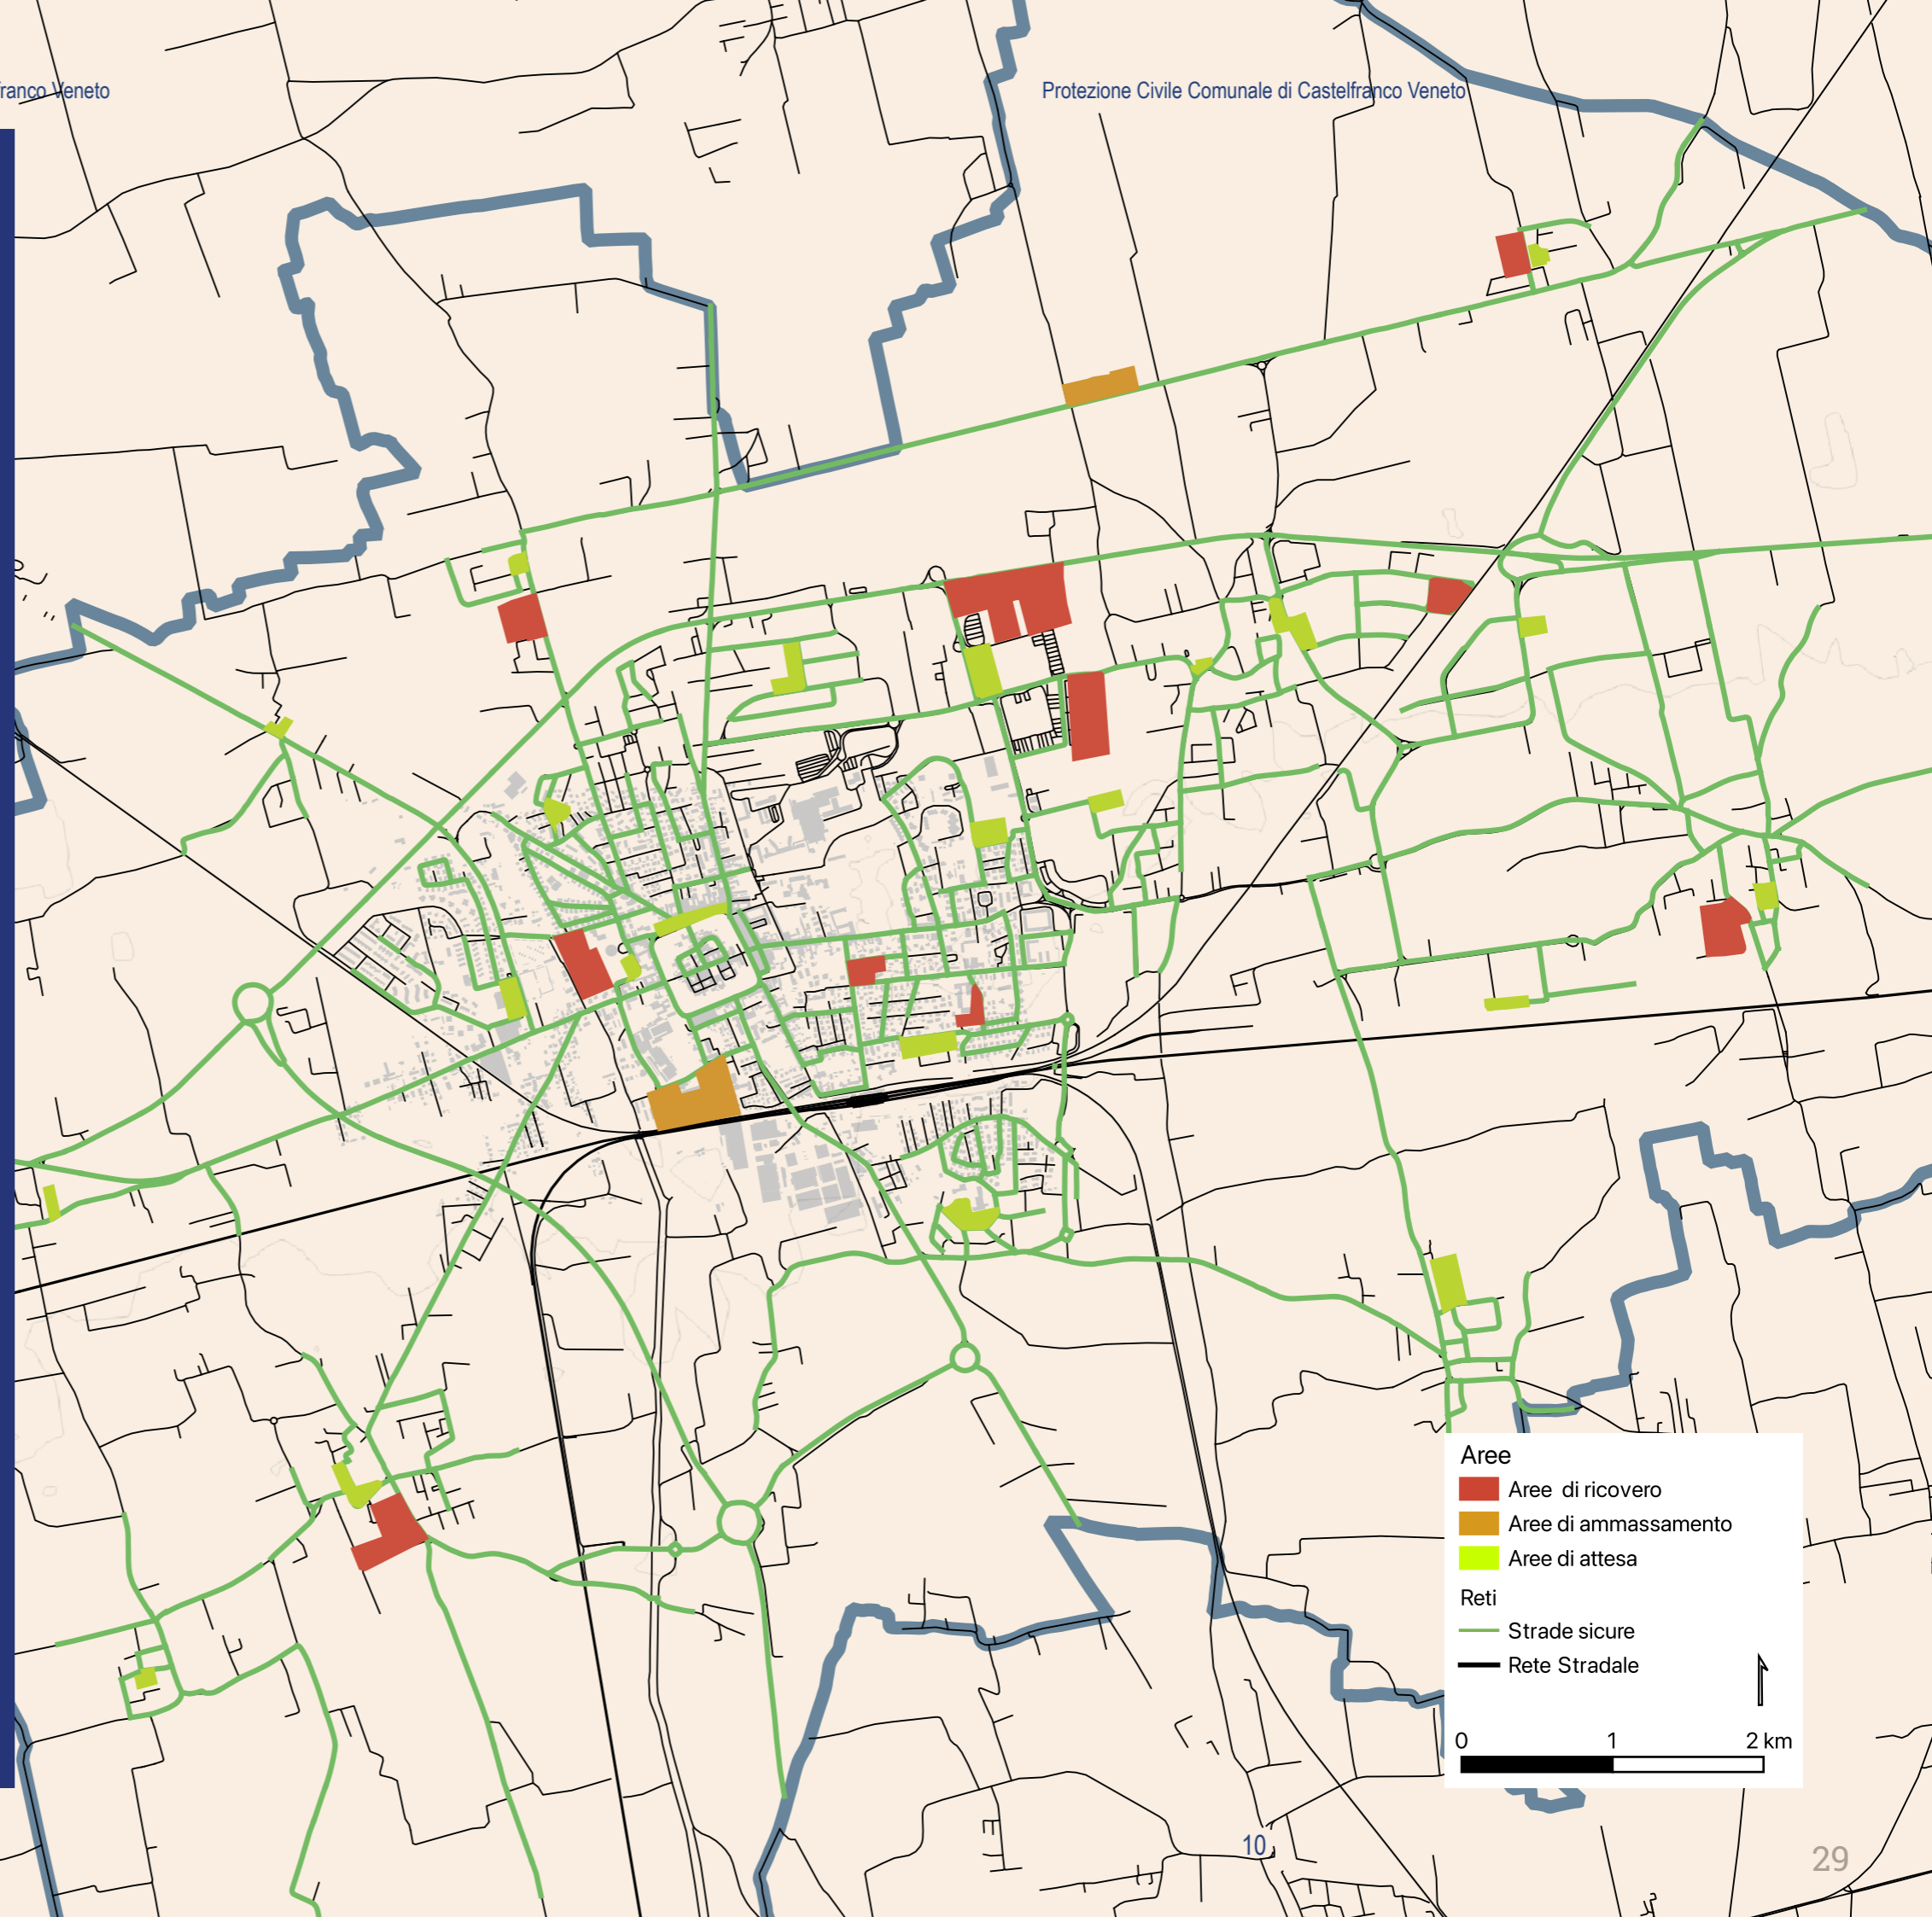 ranco Veneto
Protezione Civile Comunale di Castelfranco Veneto
Aree
Aree di ricovero
Aree di ammassamento
Aree di attesa
Reti
Strade sicure
Rete Stradale
0 1 2 km
10
29